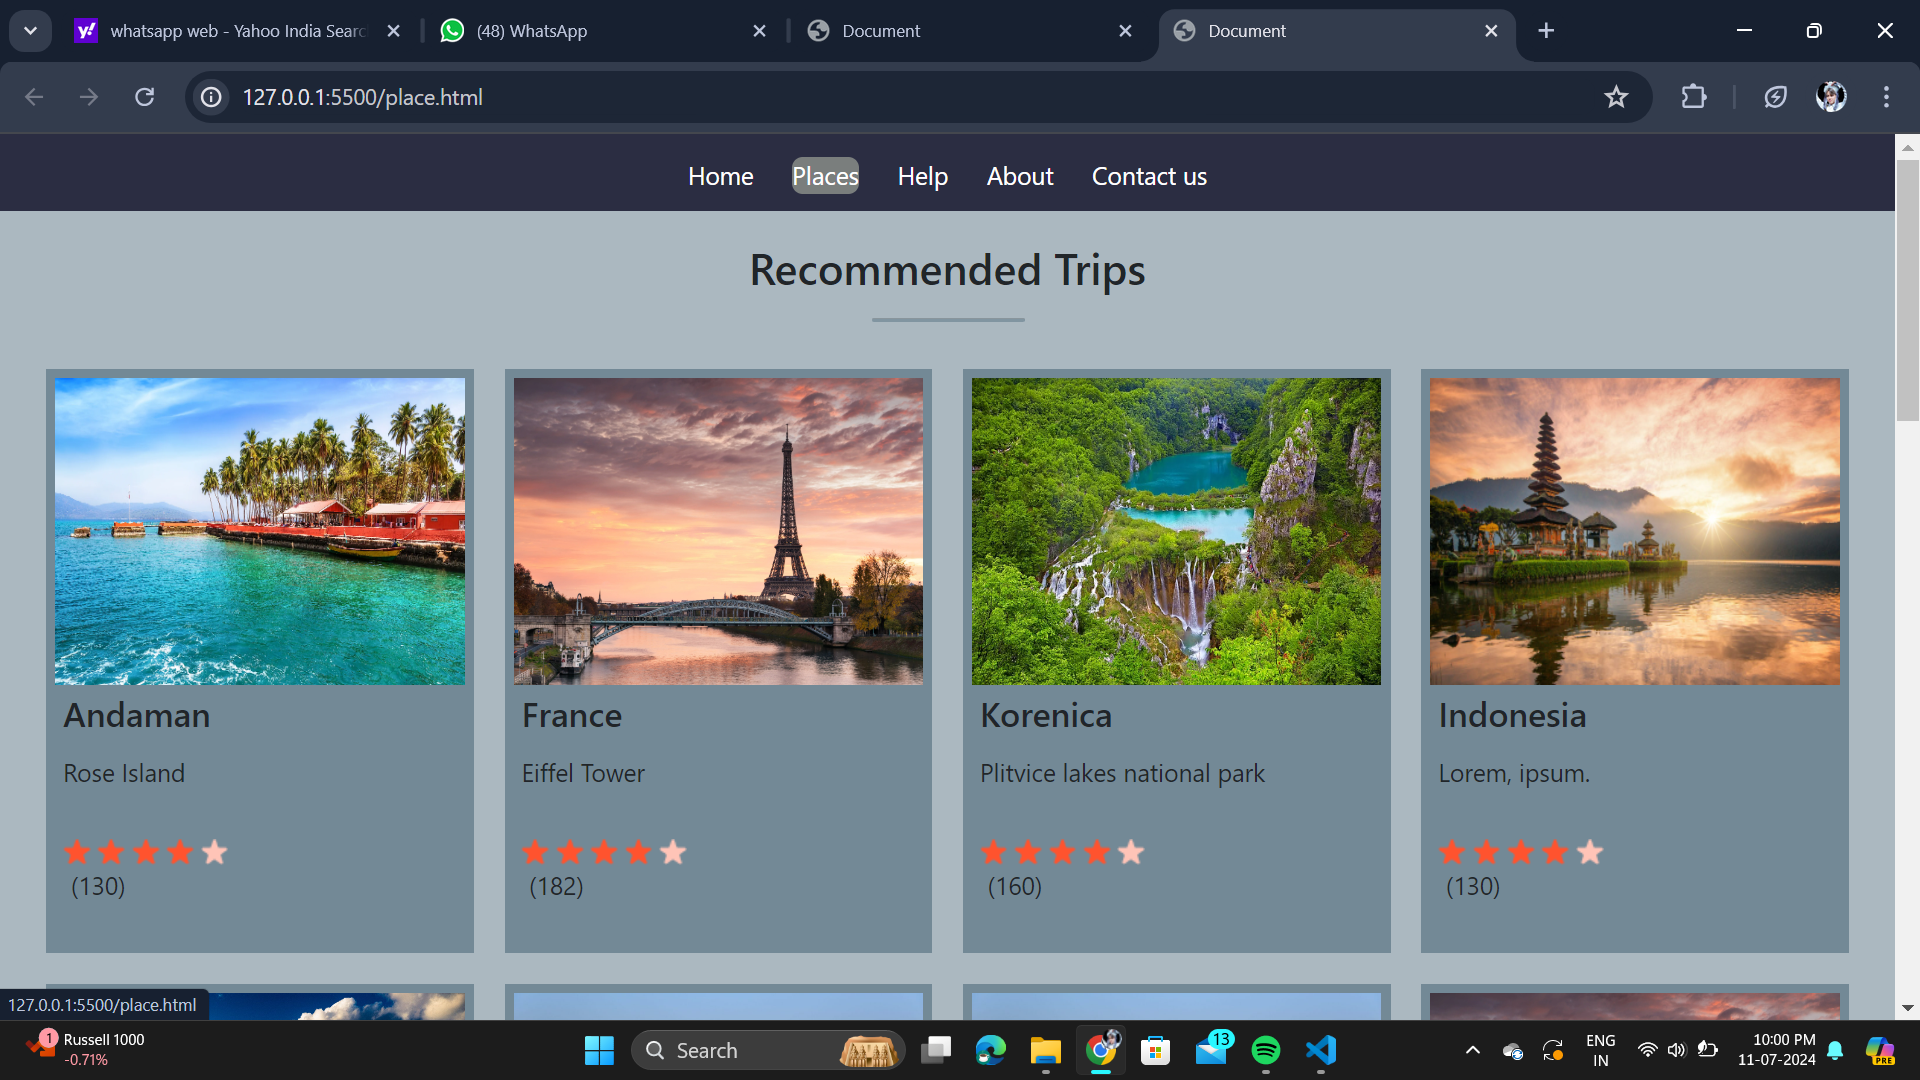 whatsapp web - Yahoo India Searc
(48) WhatsApp
Document
Document
127.0.0.1:5500/place.html
Home
Places
Help
About
Contact us
Recommended Trips
Andaman
Rose Island
(130)
France
Eiffel Tower
(182)
Korenica
Plitvice lakes national park
(160)
Indonesia
Lorem, ipsum.
(130)
127.0.0.1:5500/place.html
1
Russell 1000
-0.71%
Search
13
ENG
IN
10:00 PM
11-07-2024
PRE